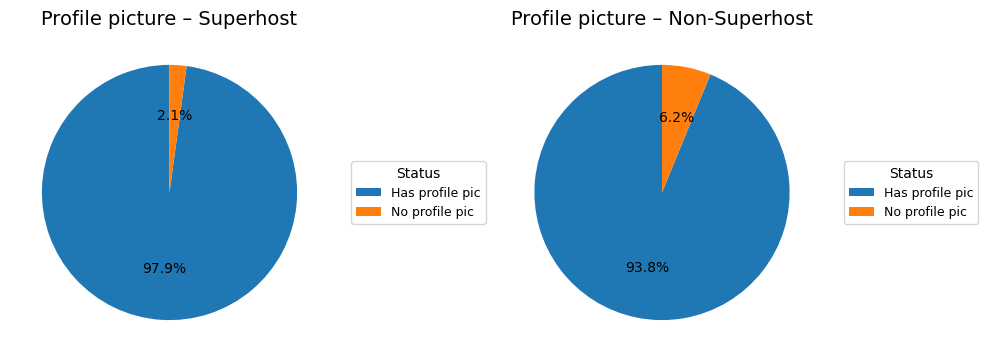 Profile picture – Superhost
2.1%
97.9%
Status
Has profile pic
No profile pic
Profile picture – Non-Superhost
6.2%
93.8%
Status
Has profile pic
No profile pic